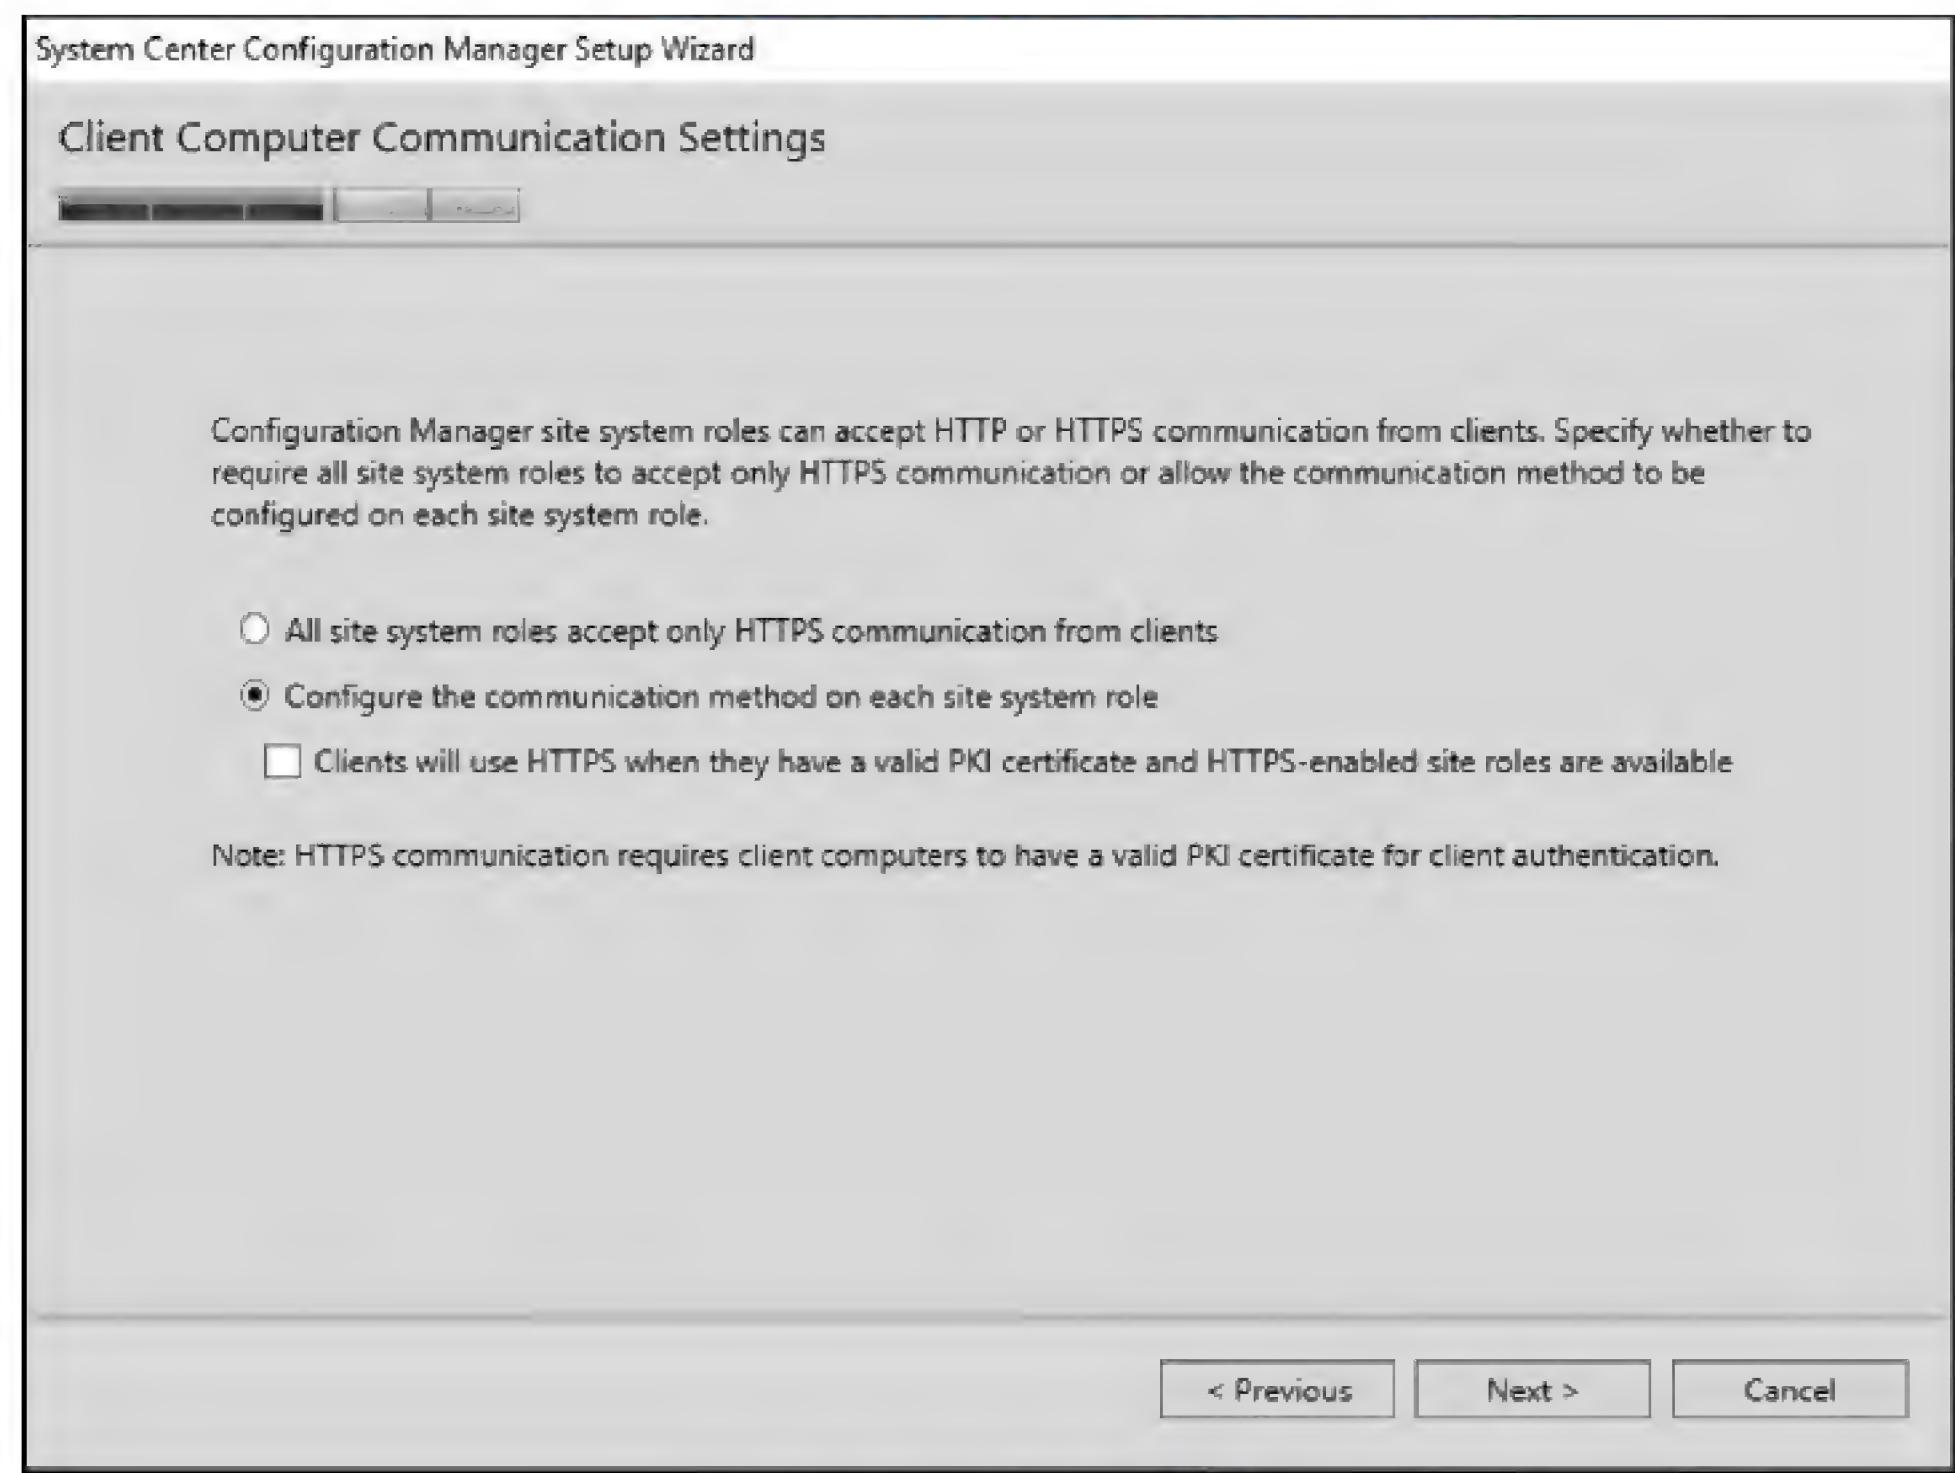 System Center Configuration Manager Setup Wizard
Client Computer Communication Settings
Configuration Manager site system roles can accept HTTP or HTTPS communication from clients. Specify whether to
require all site system roles to accept only HTTPS communication or allow the communication method to be
configured on each site system role.
All site system roles accept only HTTPS communication from clients
Configure the communication method on each site system role
Clients will use HTTPS when they have a valid PKI certificate and HTTPS-enabled site roles are available
Note: HTTPS communication requires client computers to have a valid PKI certificate for client authentication.
< Previous
Next >
Cancel